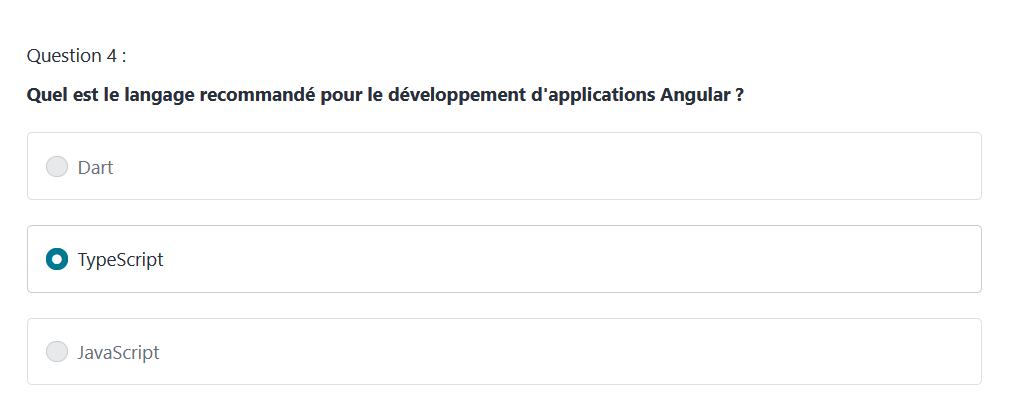 Question 4 :
Quel est le langage recommandé pour le développement d'applications Angular ?
Dart
TypeScript
JavaScript